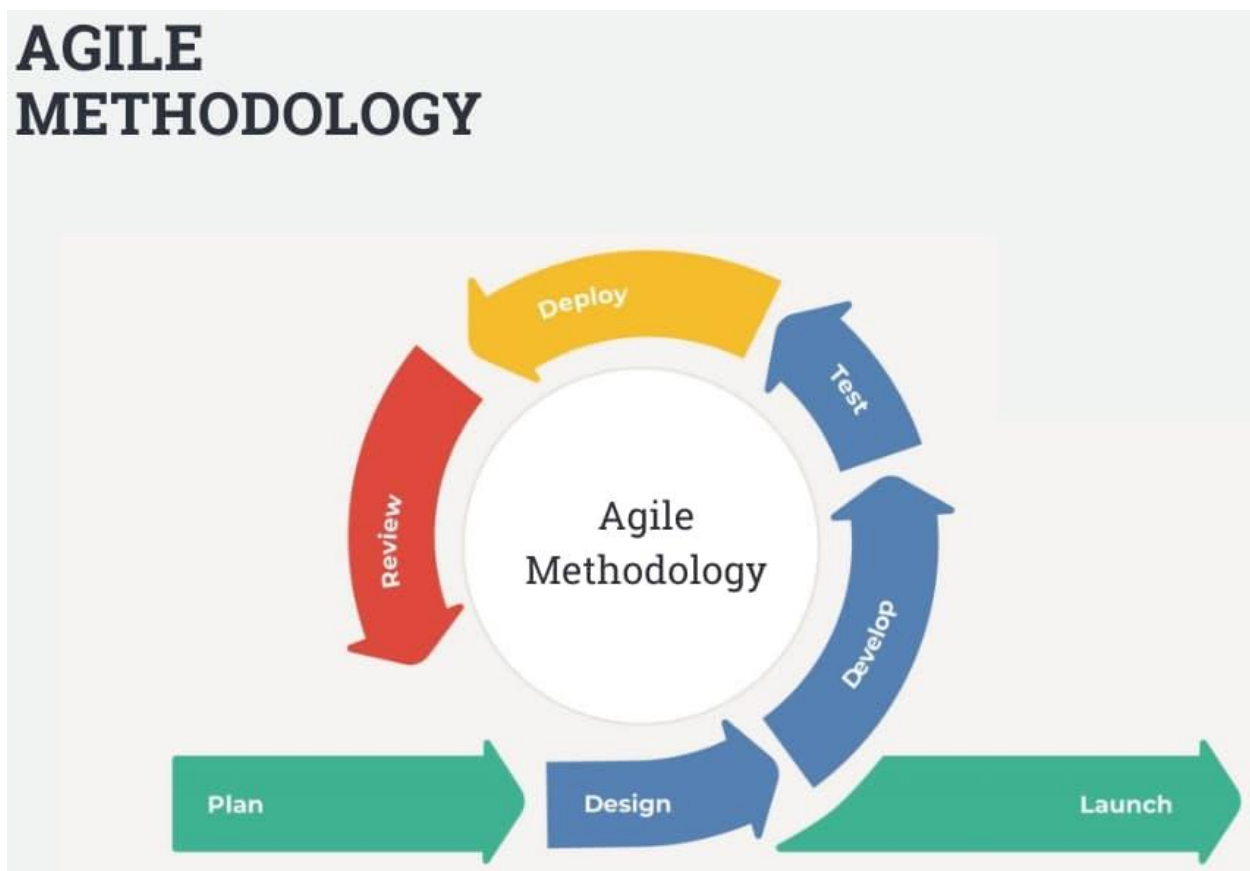 AGILE
METHODOLOGY
Deploy
Test
Review
Agile
Methodology
Develop
Plan
Design
Launch